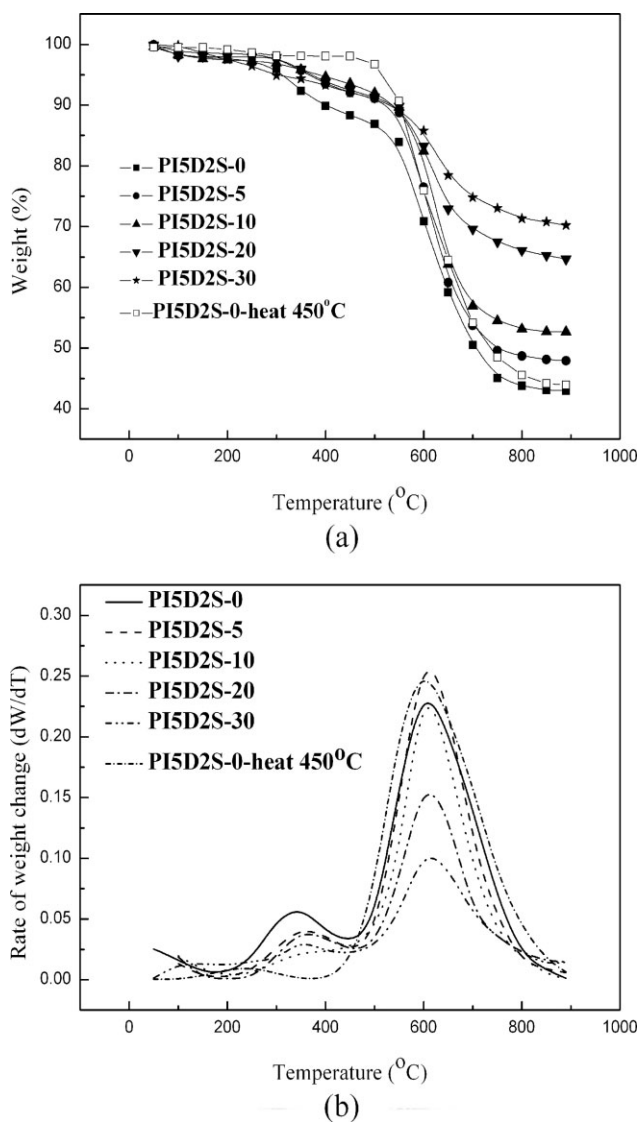 100
90
80
70
60
50
40
Weight (%)
PI5D2S-0
PI5D2S-5
PI5D2S-10
PI5D2S-20
PI5D2S-30
PI5D2S-0-heat 450°C
0 200 400 600 800 1000
Temperature (°C)
(a)
0.30
0.25
0.20
0.15
0.10
0.05
0.00
Rate of weight change (dW/dT)
PI5D2S-0
PI5D2S-5
PI5D2S-10
PI5D2S-20
PI5D2S-30
PI5D2S-0-heat 450°C
0 200 400 600 800 1000
Temperature (°C)
(b)